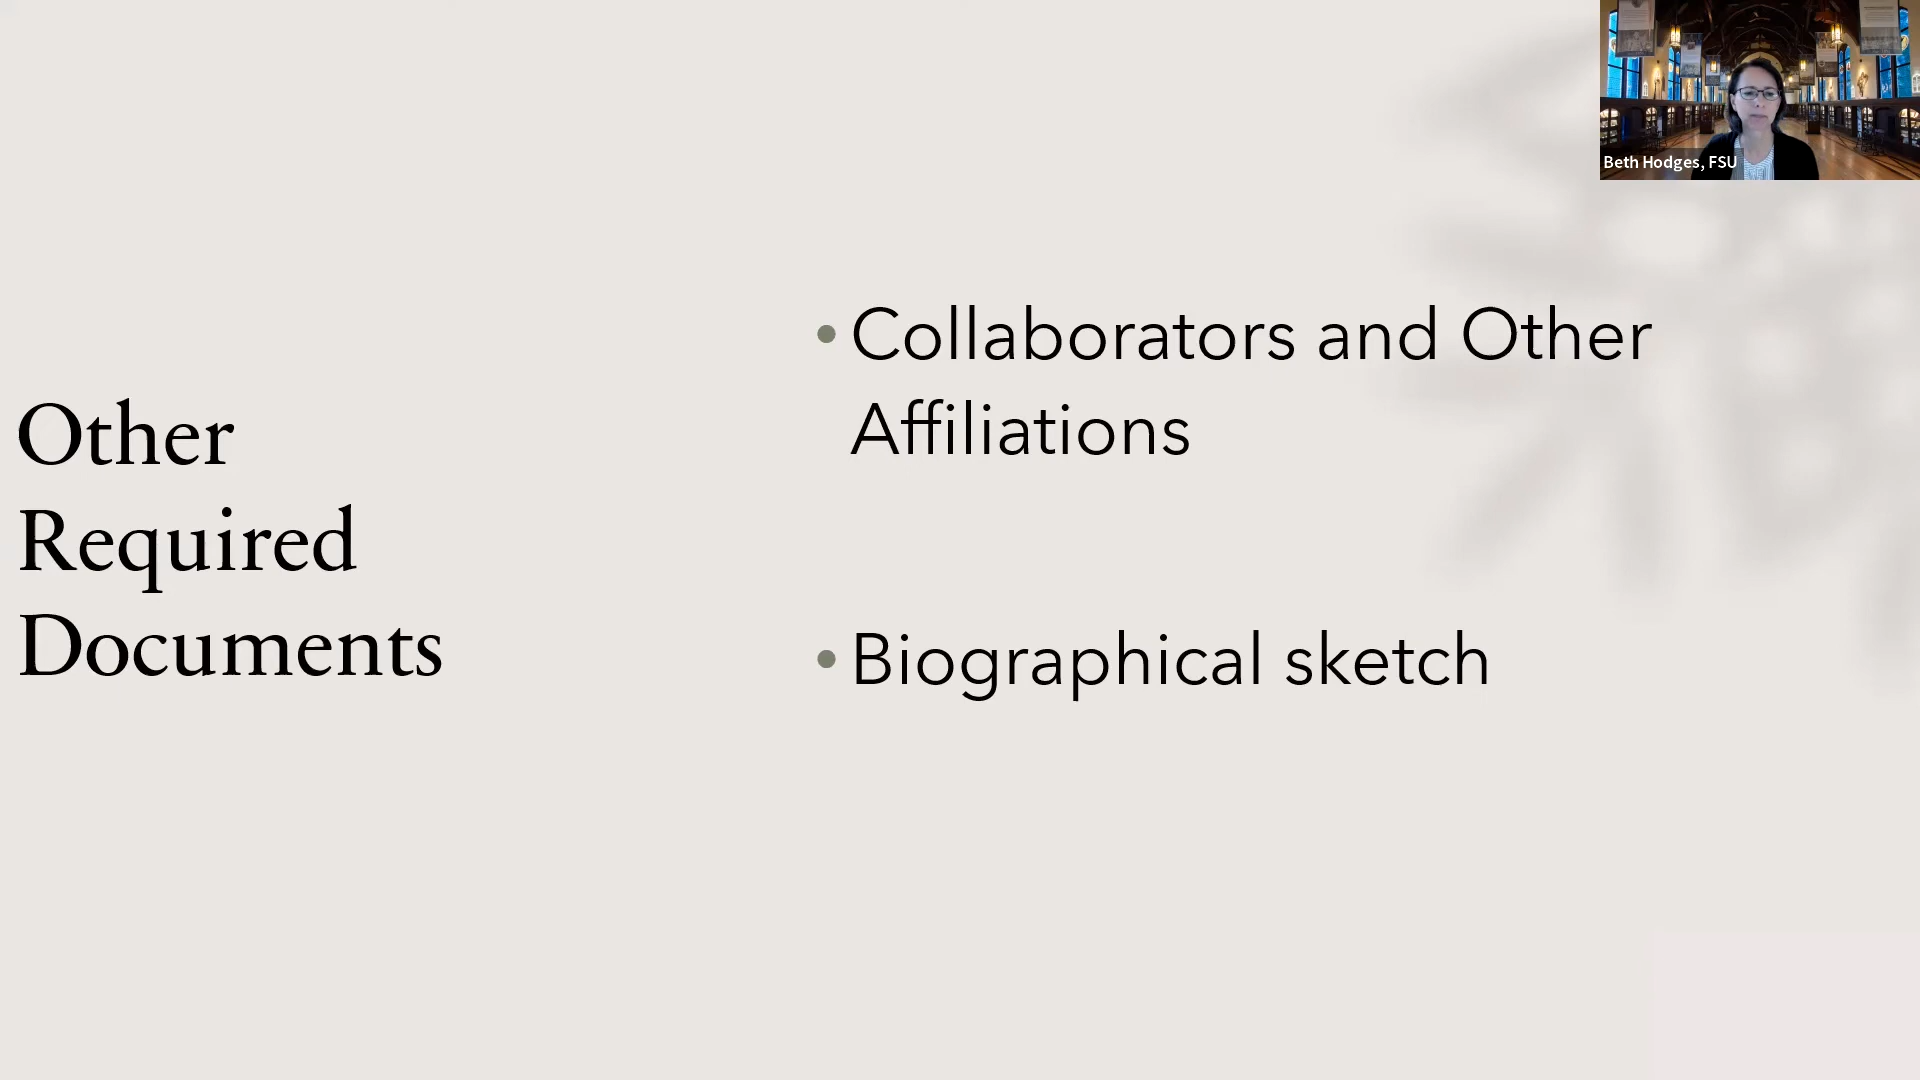 Other
Required
Documents
• Collaborators and Other
Affiliations
• Biographical sketch
Beth Hodges, FSU